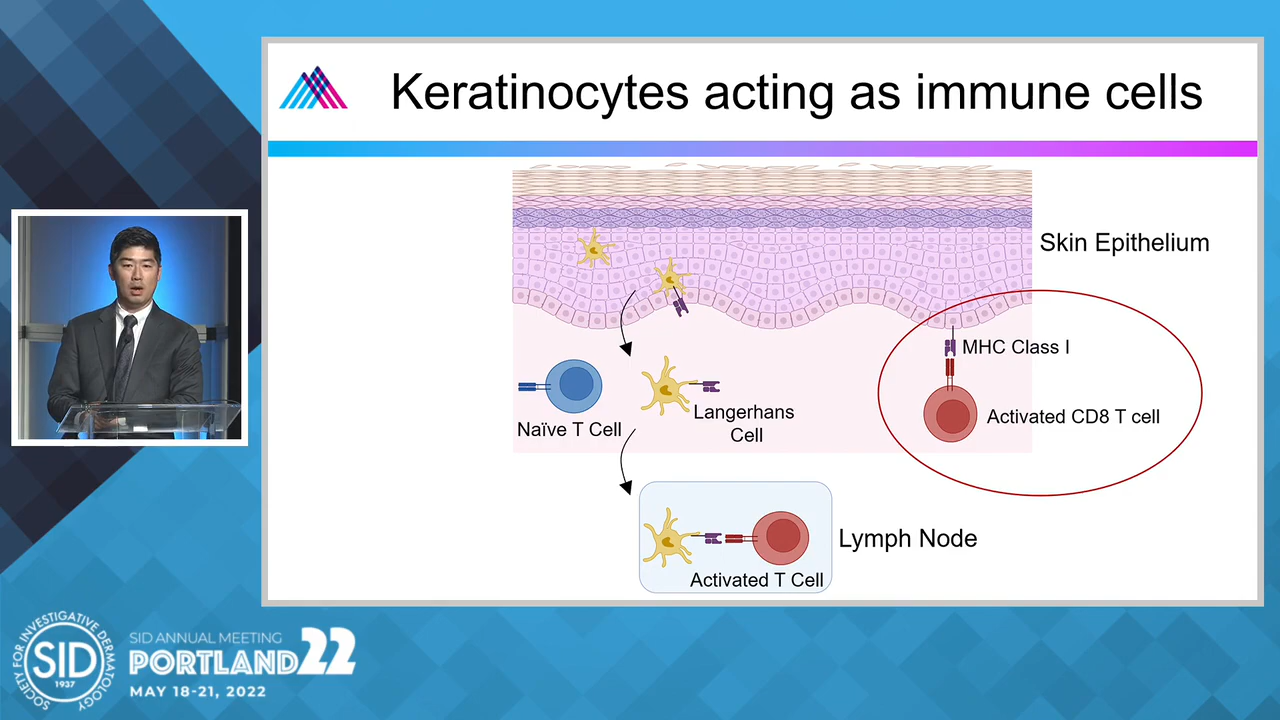 Keratinocytes acting as immune cells
Skin Epithelium
MHC Class I
Activated CD8 T cell
Naïve T Cell
Langerhans
Cell
Lymph Node
Activated T Cell
SOCIETY FOR INVESTIGATIVE DERMATOLOGY
SID
1937
SID ANNUAL MEETING
PORTLAND 22
MAY 18-21, 2022